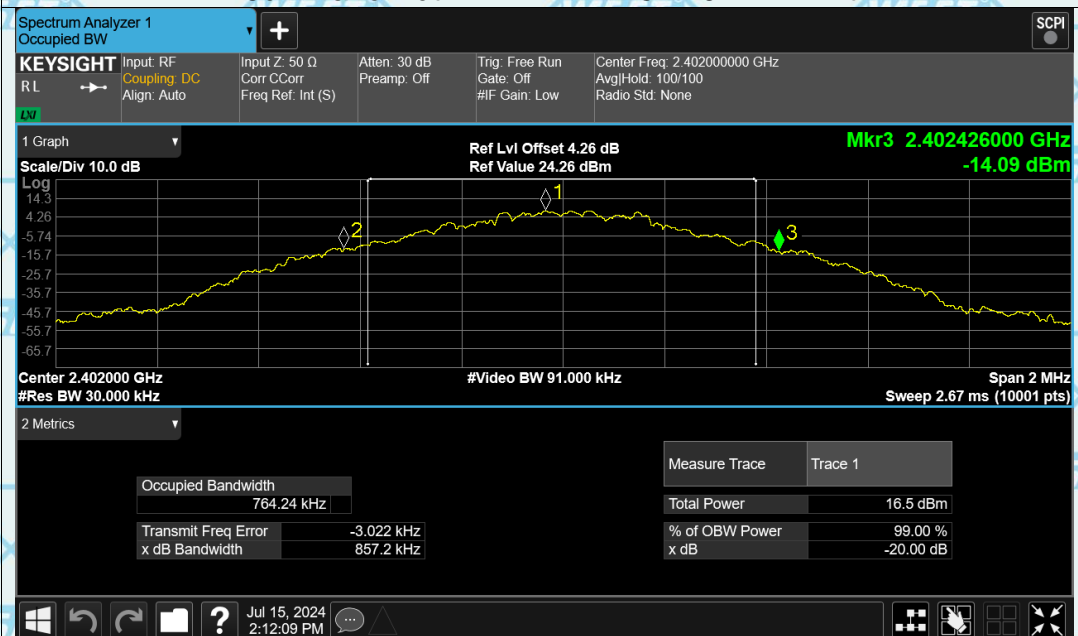 Spectrum Analyzer 1
Occupied BW
+
SCPI
KEYSIGHT
R L
LXI
Input: RF
Coupling: DC
Align: Auto
Input Z: 50 Ω
Corr CCorr
Freq Ref: Int (S)
Atten: 30 dB
Preamp: Off
Trig: Free Run
Gate: Off
#IF Gain: Low
Center Freq: 2.402000000 GHz
Avg|Hold: 100/100
Radio Std: None
1 Graph
Scale/Div 10.0 dB
Ref Lvl Offset 4.26 dB
Ref Value 24.26 dBm
Mkr3 2.402426000 GHz
-14.09 dBm
Log
14.3
4.26
-5.74
-15.7
-25.7
-35.7
-45.7
-55.7
-65.7
1
2
3
Center 2.402000 GHz
#Video BW 91.000 kHz
Span 2 MHz
#Res BW 30.000 kHz
Sweep 2.67 ms (10001 pts)
2 Metrics
Occupied Bandwidth
764.24 kHz
Transmit Freq Error -3.022 kHz
x dB Bandwidth 857.2 kHz
Measure Trace Trace 1
Total Power 16.5 dBm
% of OBW Power 99.00 %
x dB -20.00 dB
?
Jul 15, 2024
2:12:09 PM